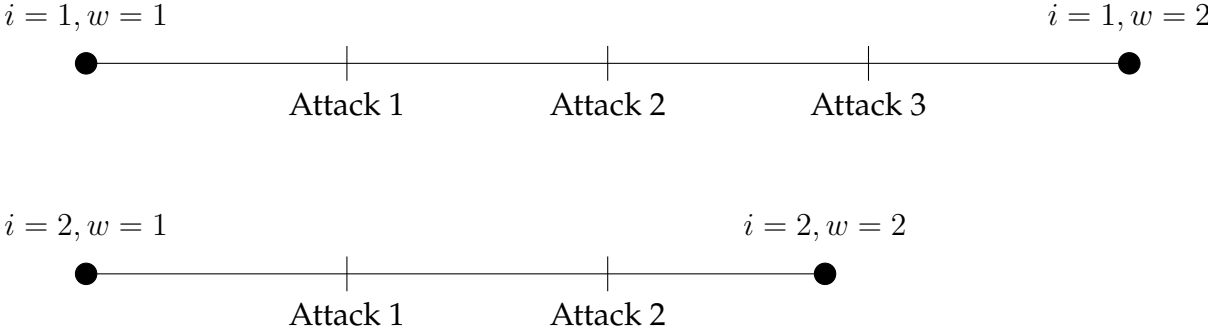 i = 1, w = 1 i = 1, w = 2
Attack 1 Attack 2 Attack 3
i = 2, w = 1 i = 2, w = 2
Attack 1 Attack 2